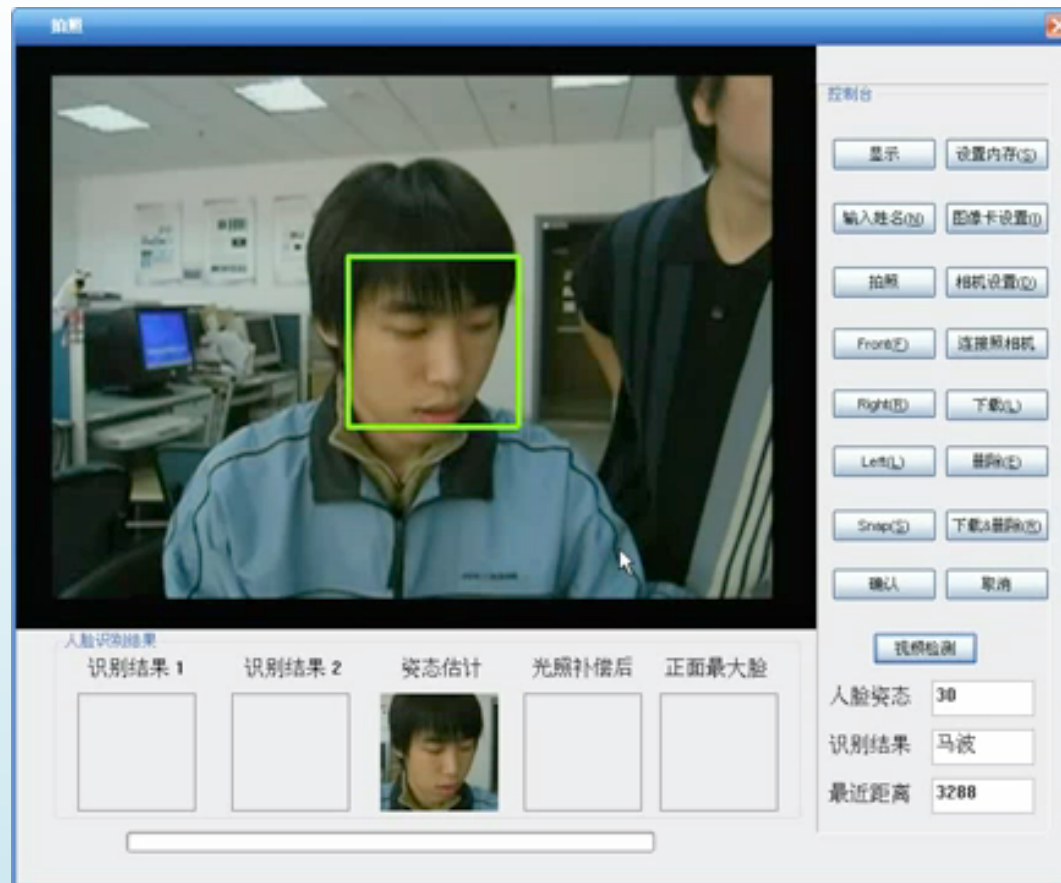 拍照
控制台
显示 设置内存(S)
输入姓名(N) 图像卡设置(I)
拍照 相机设置(D)
Front(F) 连接照相机
Right(R) 下载(L)
Left(L) 删除(E)
Snap(S) 下载&删除(R)
确认 取消
视频检测
人脸识别结果
识别结果 1 识别结果 2 姿态估计 光照补偿后 正面最大脸
人脸姿态 30
识别结果 马波
最近距离 3288